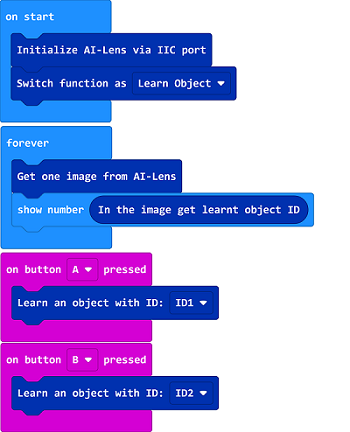 on start
Initialize AI-Lens via IIC port
Switch function as Learn Object
forever
Get one image from AI-Lens
show number In the image get learnt object ID
on button A pressed
Learn an object with ID: ID1
on button B pressed
Learn an object with ID: ID2